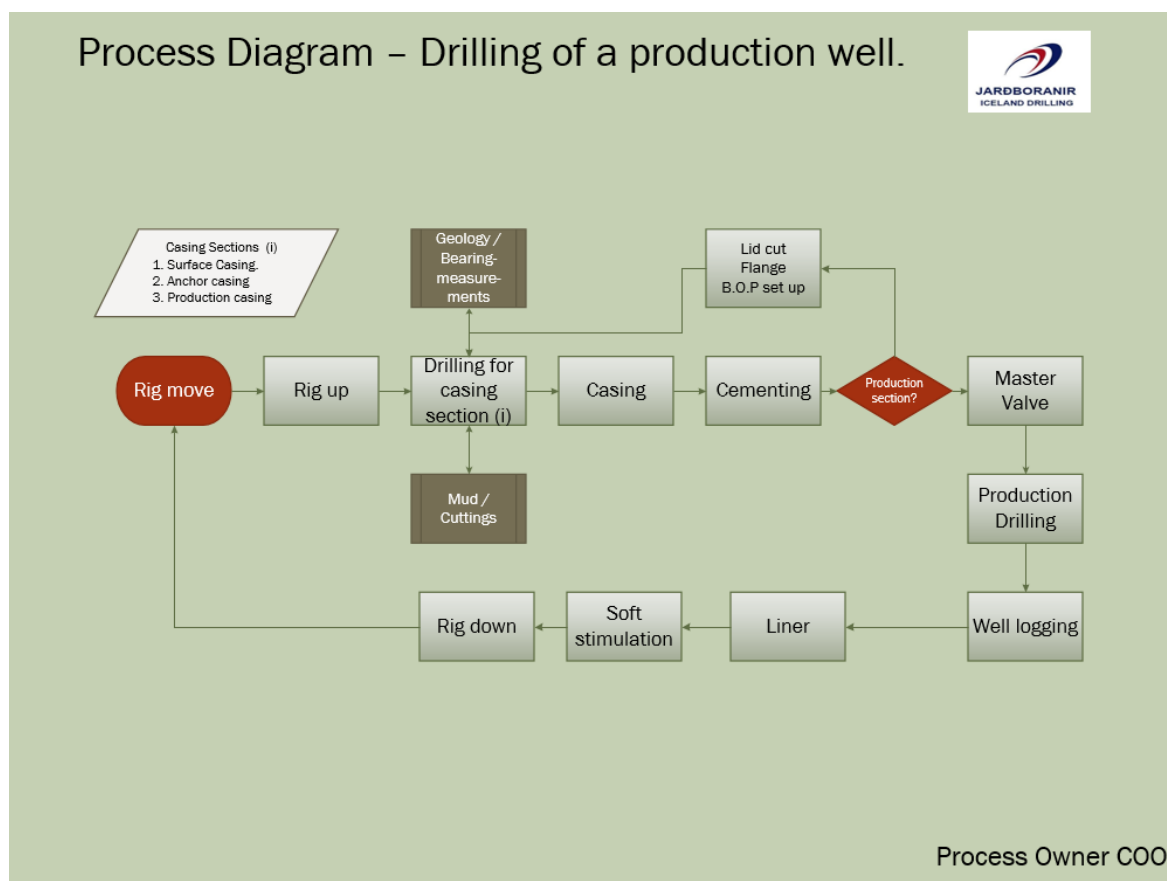 Process Diagram – Drilling of a production well.
JARÐBORANIR
ICELAND DRILLING
Casing Sections (i)
1. Surface Casing.
2. Anchor casing
3. Production casing
Geology /
Bearing-
measure-
ments
Lid cut
Flange
B.O.P set up
Rig move
Rig up
Drilling for
casing
section (i)
Casing
Cementing
Production
section?
Master
Valve
Mud /
Cuttings
Production
Drilling
Rig down
Soft
stimulation
Liner
Well logging
Process Owner COO